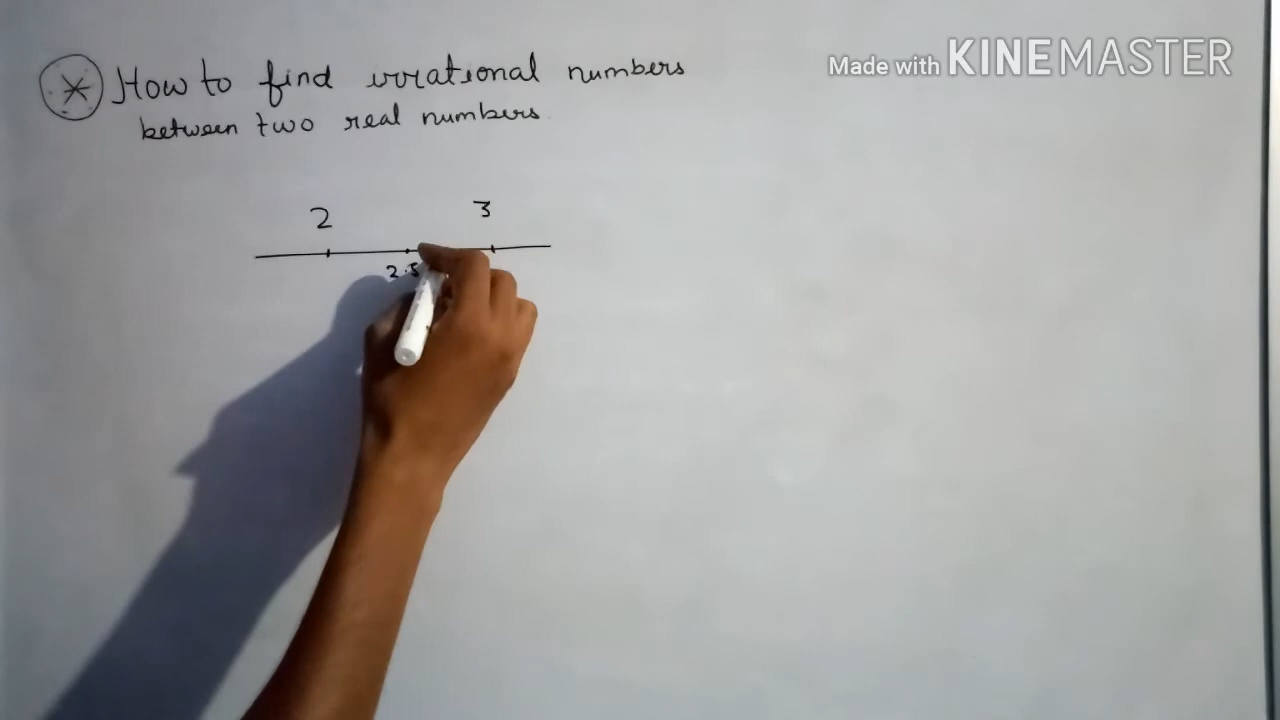 * How to find irrational numbers
between two real numbers
Made with KINEMASTER
2 3
2.5